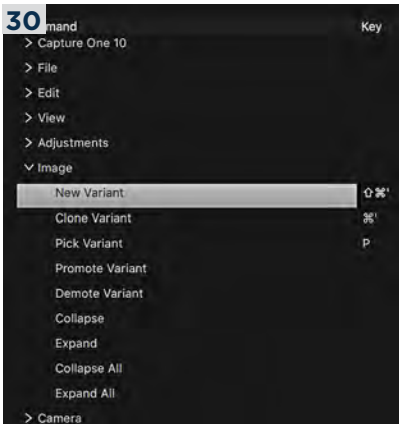 30
mand Key
> Capture One 10
> File
> Edit
> View
> Adjustments
∨ Image
New Variant ⇧⌘'
Clone Variant ⌘'
Pick Variant P
Promote Variant
Demote Variant
Collapse
Expand
Collapse All
Expand All
> Camera